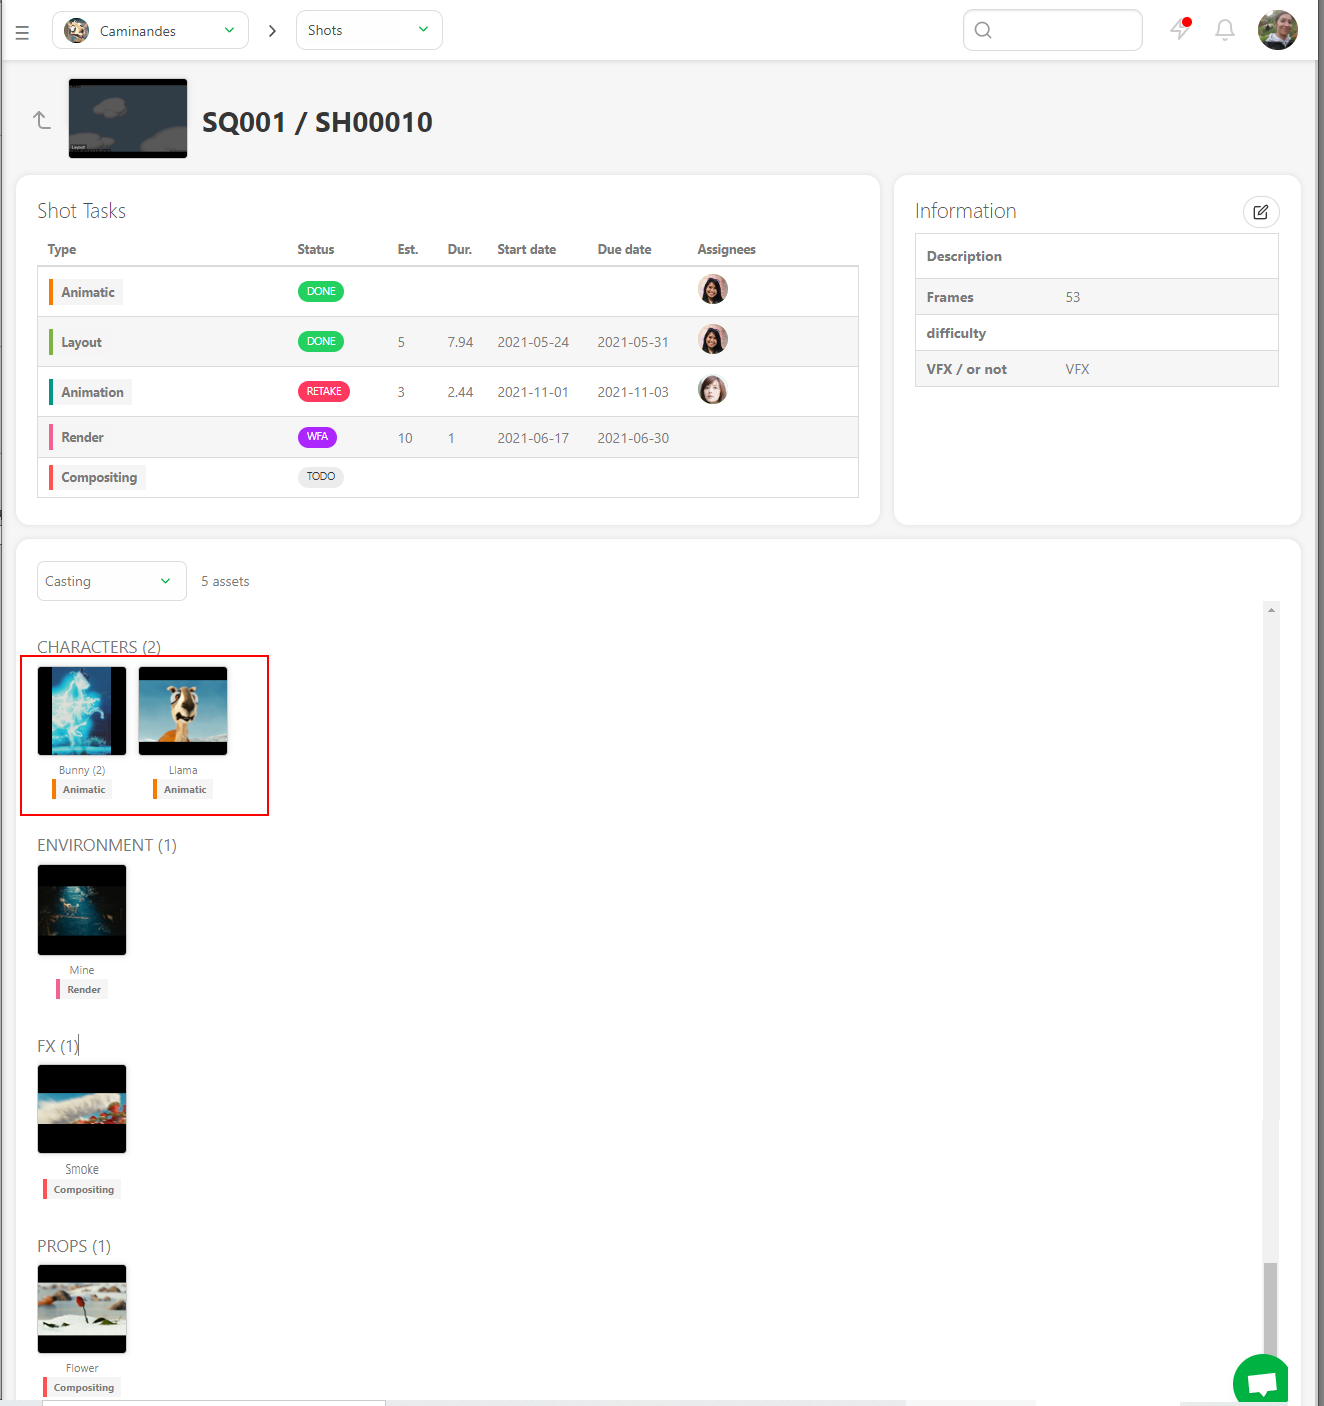 Caminandes
Shots
Layout
SQ001 / SH00010
Shot Tasks
Type Status Est. Dur. Start date Due date Assignees
Animatic DONE
Layout DONE 5 7.94 2021-05-24 2021-05-31
Animation RETAKE 3 2.44 2021-11-01 2021-11-03
Render WFA 10 1 2021-06-17 2021-06-30
Compositing TODO
Information
Description
Frames 53
difficulty
VFX / or not VFX
Casting 5 assets
CHARACTERS (2)
Bunny (2) Llama
Animatic Animatic
ENVIRONMENT (1)
Mine
Render
FX (1)
Smoke
Compositing
PROPS (1)
Flower
Compositing